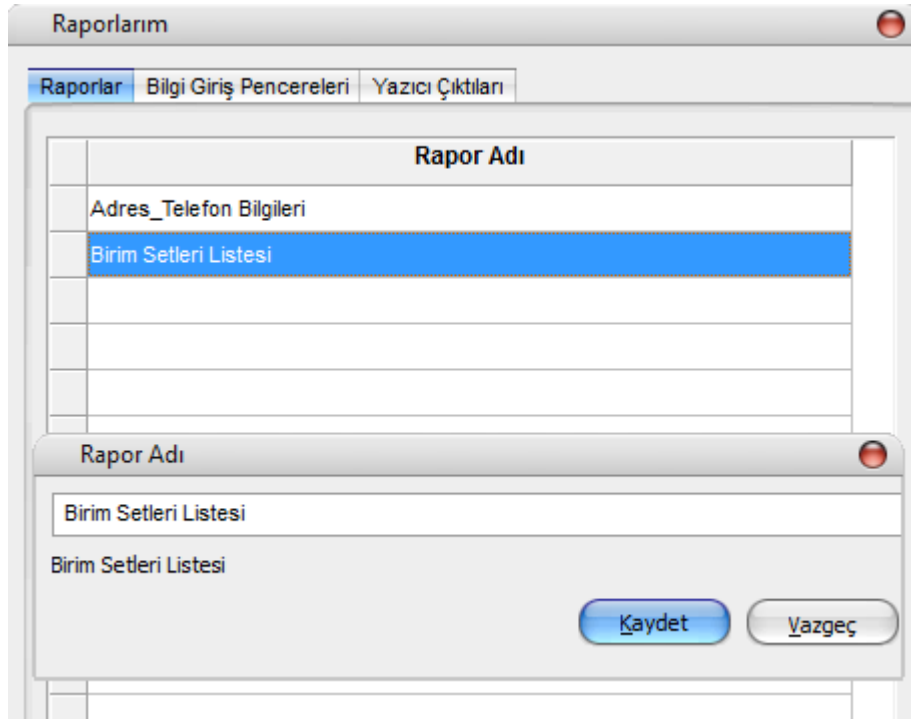 Raporlarım
Raporlar Bilgi Giriş Pencereleri Yazıcı Çıktıları
Rapor Adı
Adres_Telefon Bilgileri
Birim Setleri Listesi
Rapor Adı
Birim Setleri Listesi
Birim Setleri Listesi
Kaydet Vazgeç